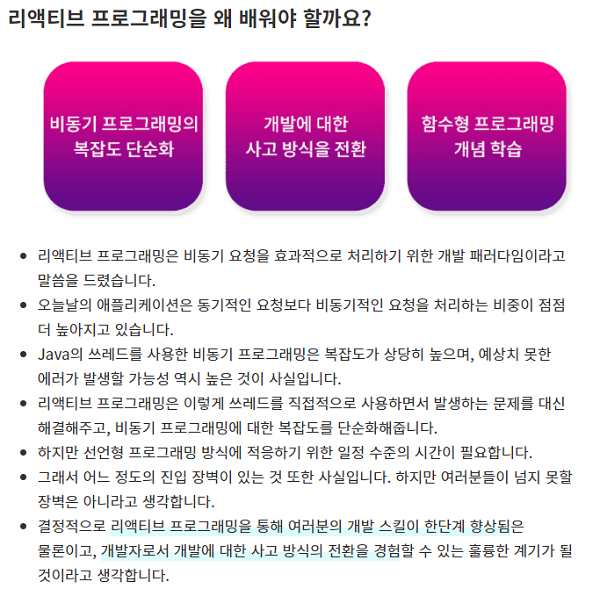 리액티브 프로그래밍을 왜 배워야 할까요?
비동기 프로그래밍의
복잡도 단순화
개발에 대한
사고 방식을 전환
함수형 프로그래밍
개념 학습
• 리액티브 프로그래밍은 비동기 요청을 효과적으로 처리하기 위한 개발 패러다임이라고
말씀을 드렸습니다.
• 오늘날의 애플리케이션은 동기적인 요청보다 비동기적인 요청을 처리하는 비중이 점점
더 높아지고 있습니다.
• Java의 쓰레드를 사용한 비동기 프로그래밍은 복잡도가 상당히 높으며, 예상치 못한
에러가 발생할 가능성 역시 높은 것이 사실입니다.
• 리액티브 프로그래밍은 이렇게 쓰레드를 직접적으로 사용하면서 발생하는 문제를 대신
해결해주고, 비동기 프로그래밍에 대한 복잡도를 단순화해줍니다.
• 하지만 선언형 프로그래밍 방식에 적응하기 위한 일정 수준의 시간이 필요합니다.
• 그래서 어느 정도의 진입 장벽이 있는 것 또한 사실입니다. 하지만 여러분들이 넘지 못할
장벽은 아니라고 생각합니다.
• 결정적으로 리액티브 프로그래밍을 통해 여러분의 개발 스킬이 한단계 향상됨은
물론이고, 개발자로서 개발에 대한 사고 방식의 전환을 경험할 수 있는 훌륭한 계기가 될
것이라고 생각합니다.